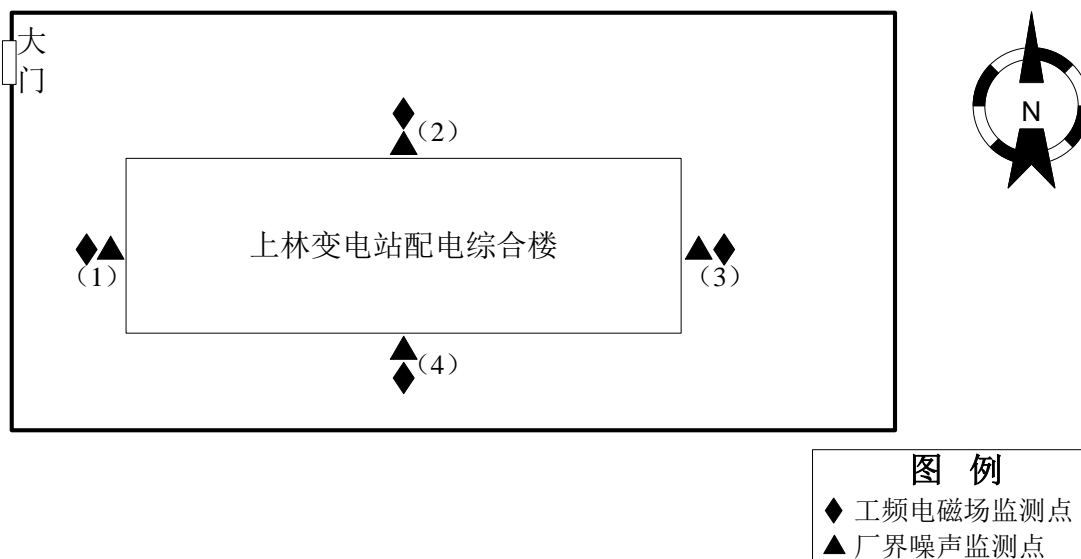 大
门
（2）
上林变电站配电综合楼
（1）
（3）
（4）
N
图 例
工频电磁场监测点
厂界噪声监测点